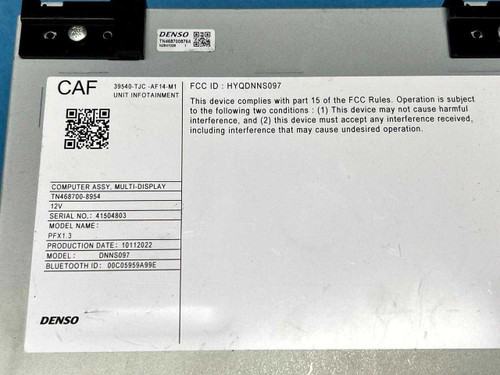 DENSO
TN4687008764
1
CAF
39540-TJC -AF14-M1
UNIT INFOTAINMENT
FCC ID : HYQDNNS097
This device complies with part 15 of the FCC Rules. Operation is subject
to the following two conditions : (1) This device may not cause harmful
interference, and (2) this device must accept any interference received,
including interference that may cause undesired operation.
COMPUTER ASSY, MULTI-DISPLAY
TN468700-8954
12V
SERIAL NO.: 41504803
MODEL NAME:
PFX1.3
PRODUCTION DATE: 10112022
MODEL: DNNS097
BLUETOOTH ID: 00C05959A99E
DENSO